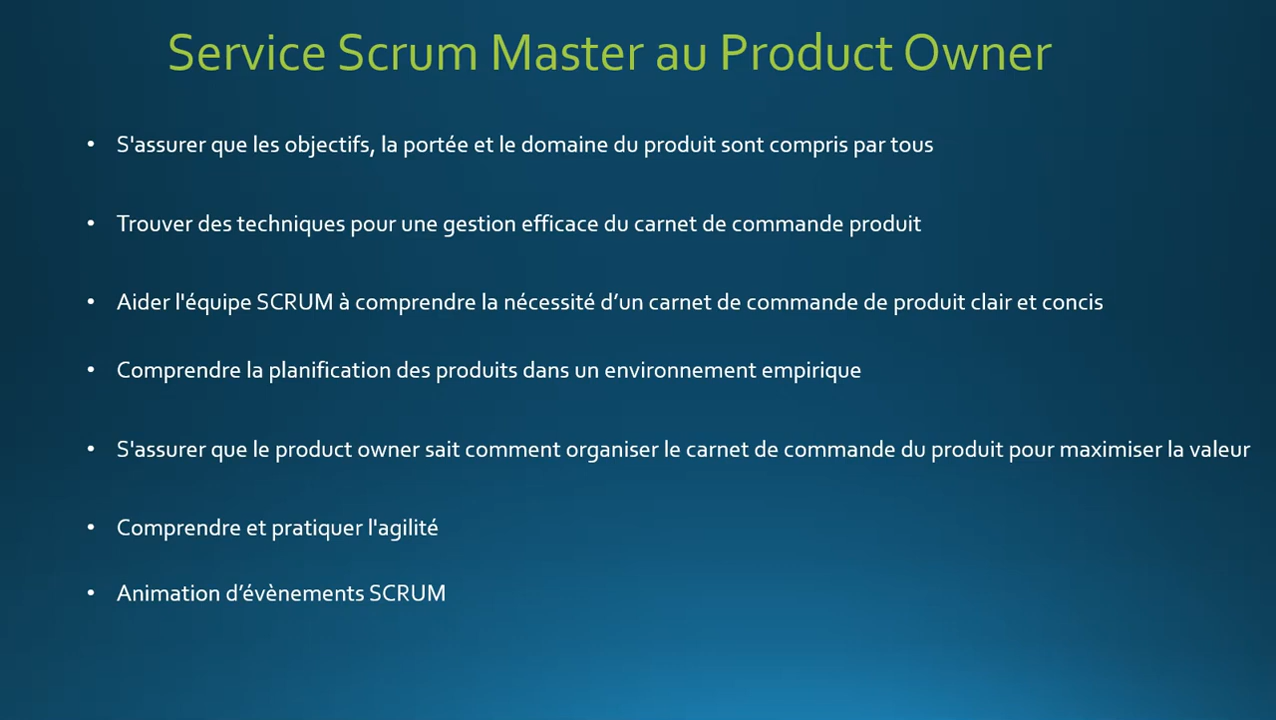 Service Scrum Master au Product Owner
• S'assurer que les objectifs, la portée et le domaine du produit sont compris par tous
• Trouver des techniques pour une gestion efficace du carnet de commande produit
• Aider l'équipe SCRUM à comprendre la nécessité d’un carnet de commande de produit clair et concis
• Comprendre la planification des produits dans un environnement empirique
• S'assurer que le product owner sait comment organiser le carnet de commande du produit pour maximiser la valeur
• Comprendre et pratiquer l'agilité
• Animation d’évènements SCRUM